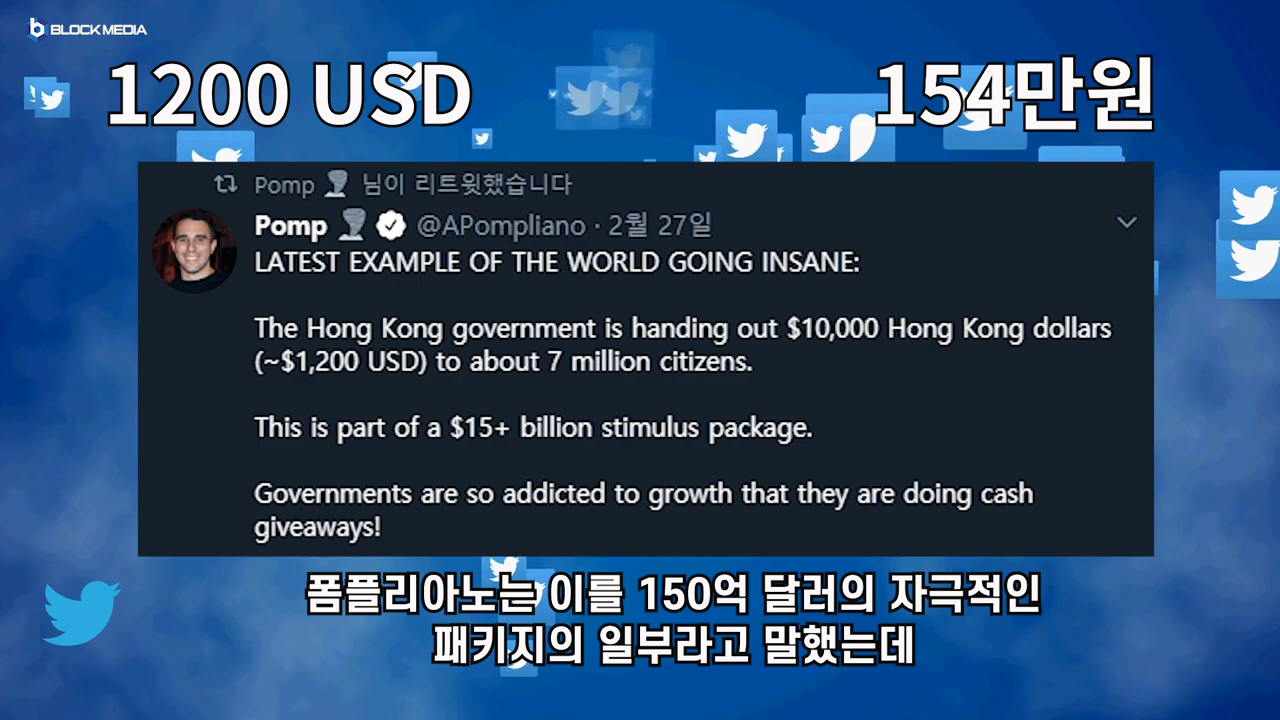 BLOCKMEDIA
1200 USD
154만원
Pomp 님이 리트윗했습니다
Pomp @APompliano · 2월 27일
LATEST EXAMPLE OF THE WORLD GOING INSANE:
The Hong Kong government is handing out $10,000 Hong Kong dollars
(~$1,200 USD) to about 7 million citizens.
This is part of a $15+ billion stimulus package.
Governments are so addicted to growth that they are doing cash
giveaways!
폼플리아노는 이를 150억 달러의 자극적인
패키지의 일부라고 말했는데